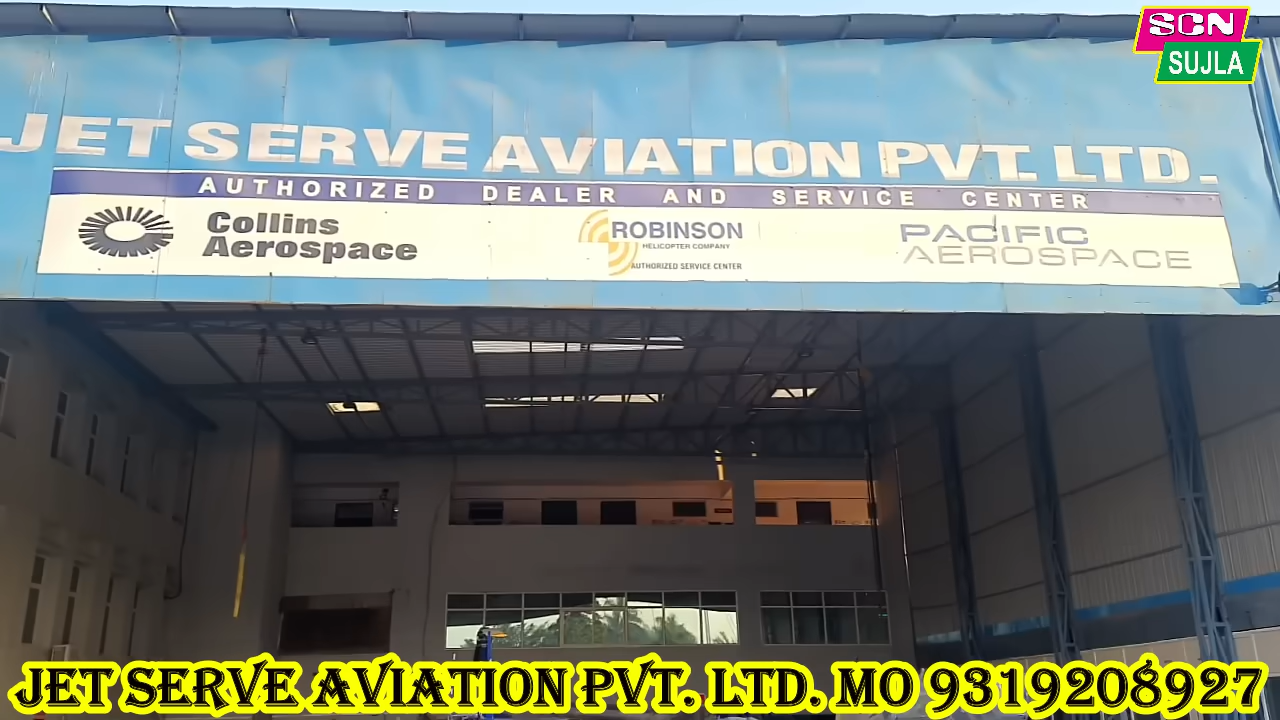 SCN
SUJLA
JET SERVE AVIATION PVT. LTD.
AUTHORIZED DEALER AND SERVICE CENTER
Collins
Aerospace
ROBINSON
HELICOPTER COMPANY
AUTHORIZED SERVICE CENTER
PACIFIC
AEROSPACE
JET SERVE AVIATION PVT. LTD. MO 9319208927